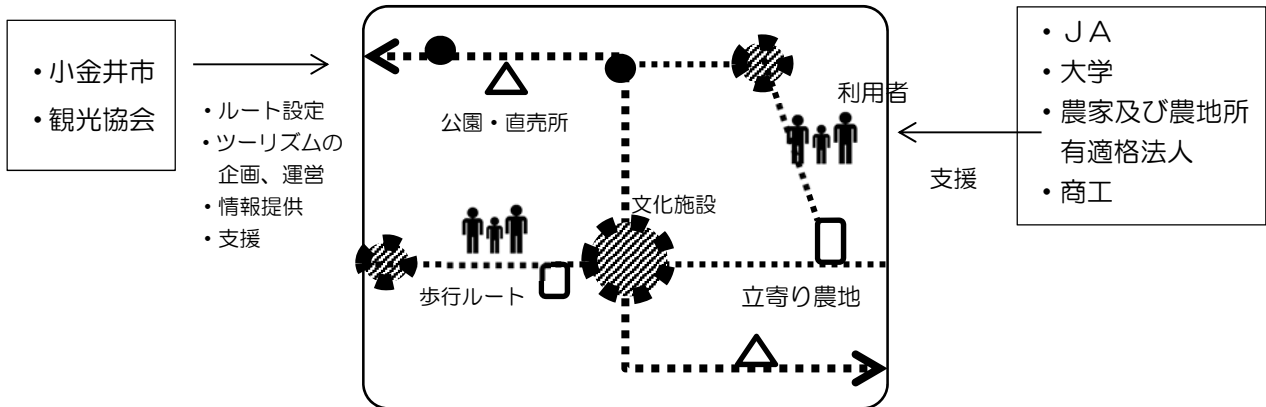 ・小金井市
・観光協会
・ルート設定
・ツーリズムの
企画、運営
・情報提供
・支援
公園・直売所
利用者
文化施設
歩行ルート
立寄り農地
支援
・ＪＡ
・大学
・農家及び農地所
有適格法人
・商工